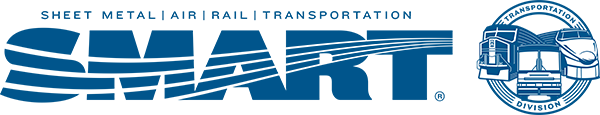 SHEET METAL | AIR | RAIL | TRANSPORTATION
SMART®
TRANSPORTATION
DIVISION